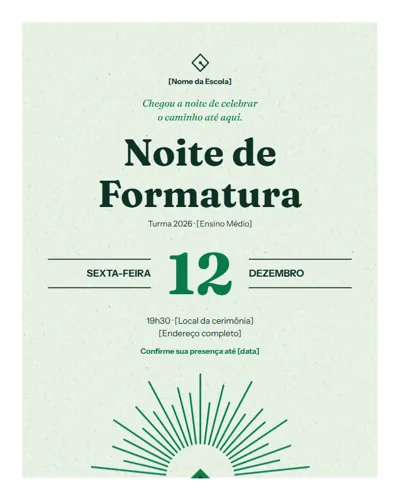 [Nome da Escola]
Chegou a noite de celebrar
o caminho até aqui.
Noite de
Formatura
Turma 2026 · [Ensino Médio]
SEXTA-FEIRA 12 DEZEMBRO
19h30 · [Local da cerimônia]
[Endereço completo]
Confirme sua presença até [data]